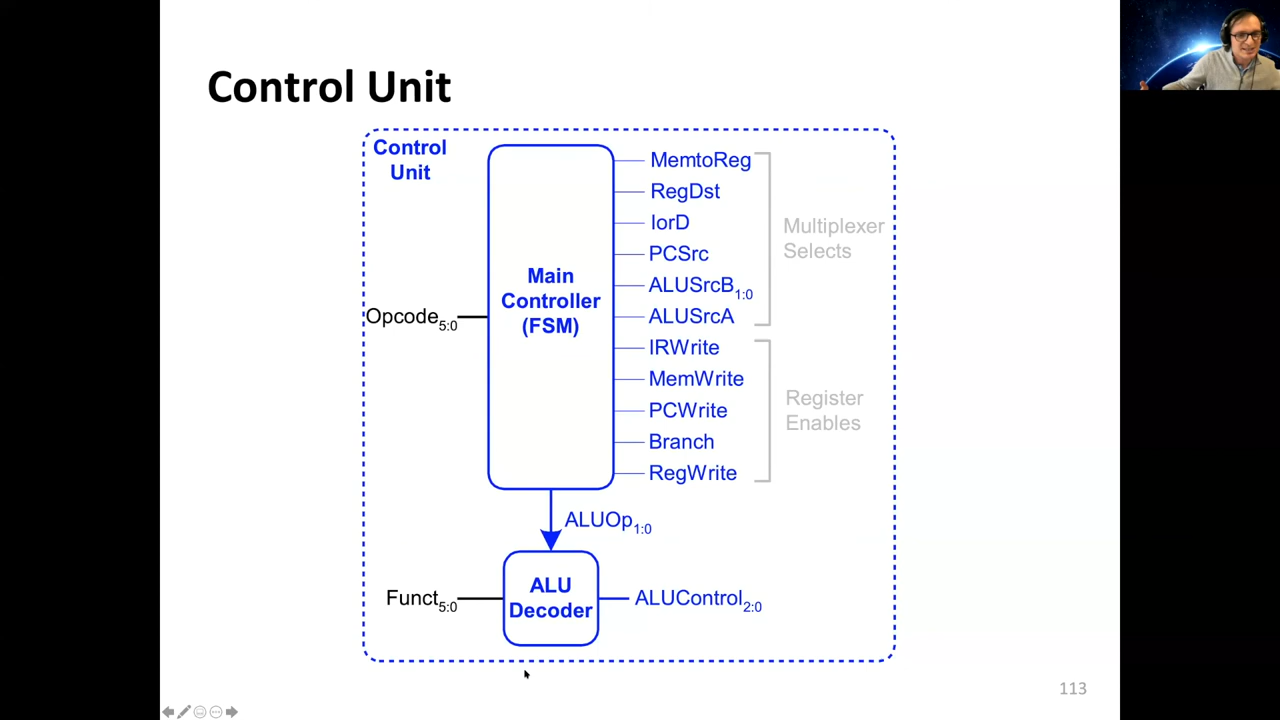 Control Unit
Control
Unit
MemtoReg
RegDst
IorD
PCSrc
ALUSrcB1:0
ALUSrcA
Multiplexer
Selects
Main
Controller
(FSM)
Opcode5:0
IRWrite
MemWrite
PCWrite
Branch
RegWrite
Register
Enables
ALUOp1:0
Funct5:0
ALU
Decoder
ALUControl2:0
113